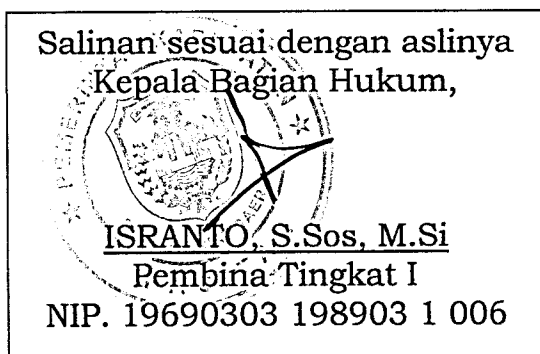 Salinan sesuai dengan aslinya
Kepala Bagian Hukum,
ISRANTO, S.Sos, M.Si
Pembina Tingkat I
NIP. 19690303 198903 1 006